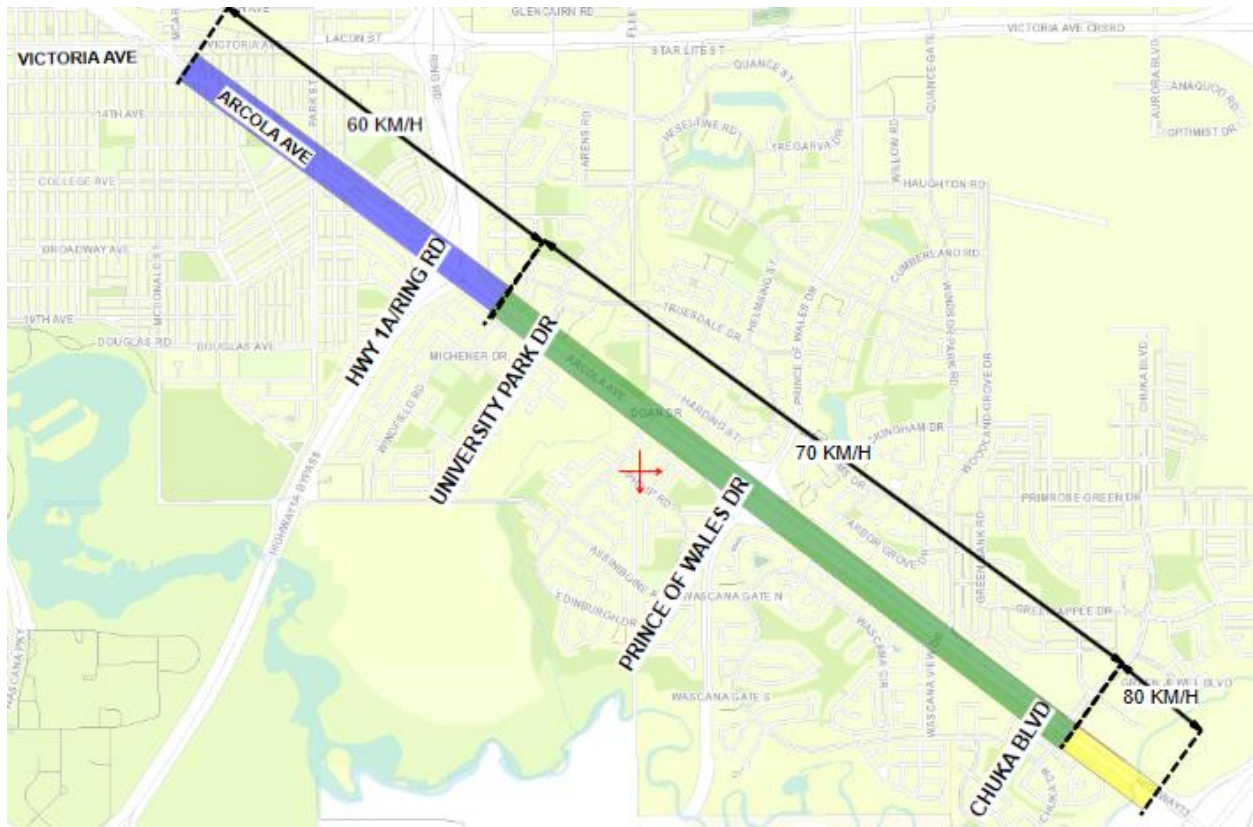 GLENCAIRN RD
VICTORIA AVE
VICTORIA AVE
LACON ST
VICTORIA AVE CRSRD
STAR LITE ST
QUANCE ST
QUANCE GATE
RING RD
AURORA BLVD
ANAQUOD RD
OPTIMIST DR
ARCOLA AVE
60 KM/H
14TH AVE
PARK ST
ARENS RD
HESELTINE RD
TREGARVA DR
WILLOW RD
COLLEGE AVE
HAUGHTON RD
BROADWAY AVE
MCDONALD ST
HWY 1A/RING RD
CUMBERLAND RD
HELMSING ST
PRINCE OF WALES DR
WINDSOR PARK RD
19TH AVE
DOUGLAS RD
DOUGLAS AVE
TRUESDALE DR
MICHENER DR
UNIVERSITY PARK DR
ARCOLA AVE
WINDFIELD RD
HARDING ST
DOAN DR
WOODLAND GROVE DR
CHUKA BLVD
70 KM/H
PRIMROSE GREEN DR
HIGHWAY 1A BYPASS
PRINCE OF WALES DR
ARBOR GROVE DR
GREENBANK RD
EDINBURGH DR
WASCANA GATE N
GREEN APPLE DR
WASCANA PKY
WASCANA CIR
WASCANA VIEW
WASCANA GATE S
80 KM/H
CHUKA BLVD